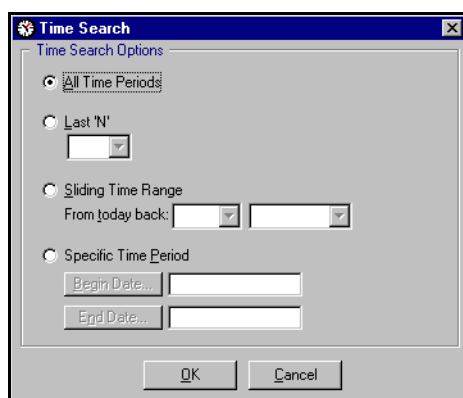 Time Search
Time Search Options
All Time Periods
Last 'N'
Sliding Time Range
From today back:
Specific Time Period
Begin Date...
End Date...
OK Cancel